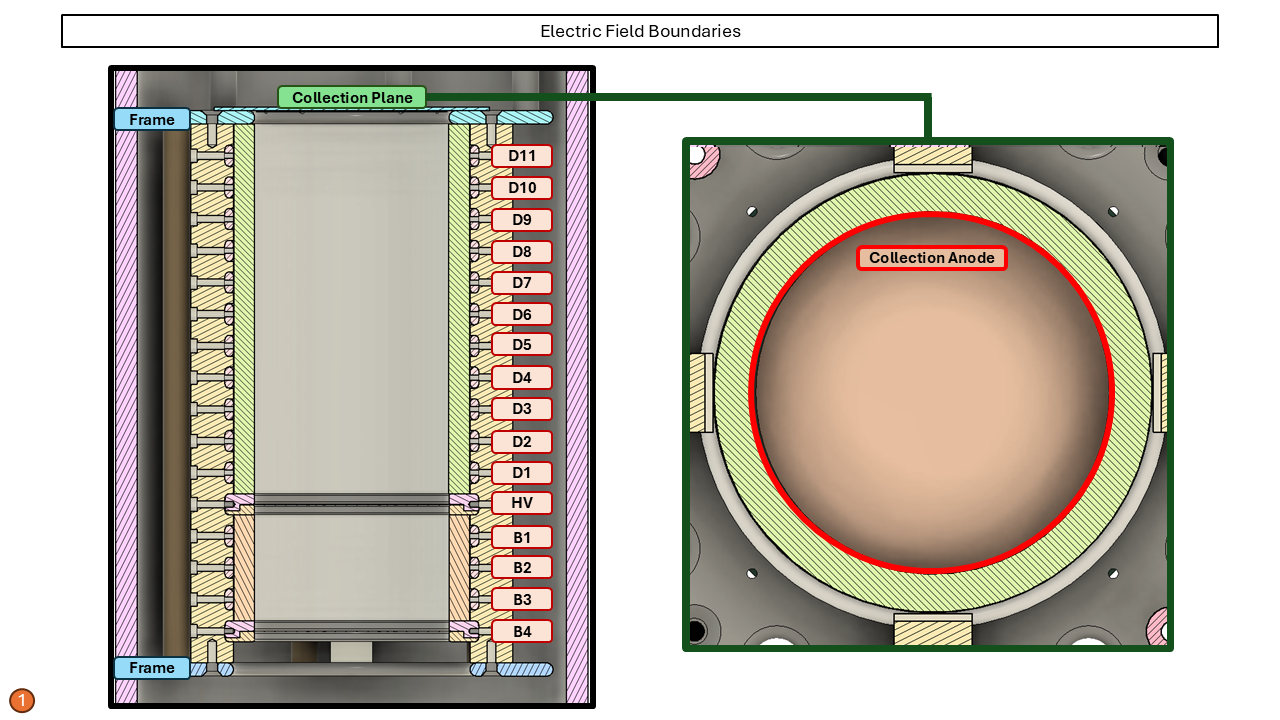 Electric Field Boundaries
Collection Plane
Frame
D11
D10
D9
D8
D7
D6
D5
D4
D3
D2
D1
HV
B1
B2
B3
B4
Frame
Collection Anode
1